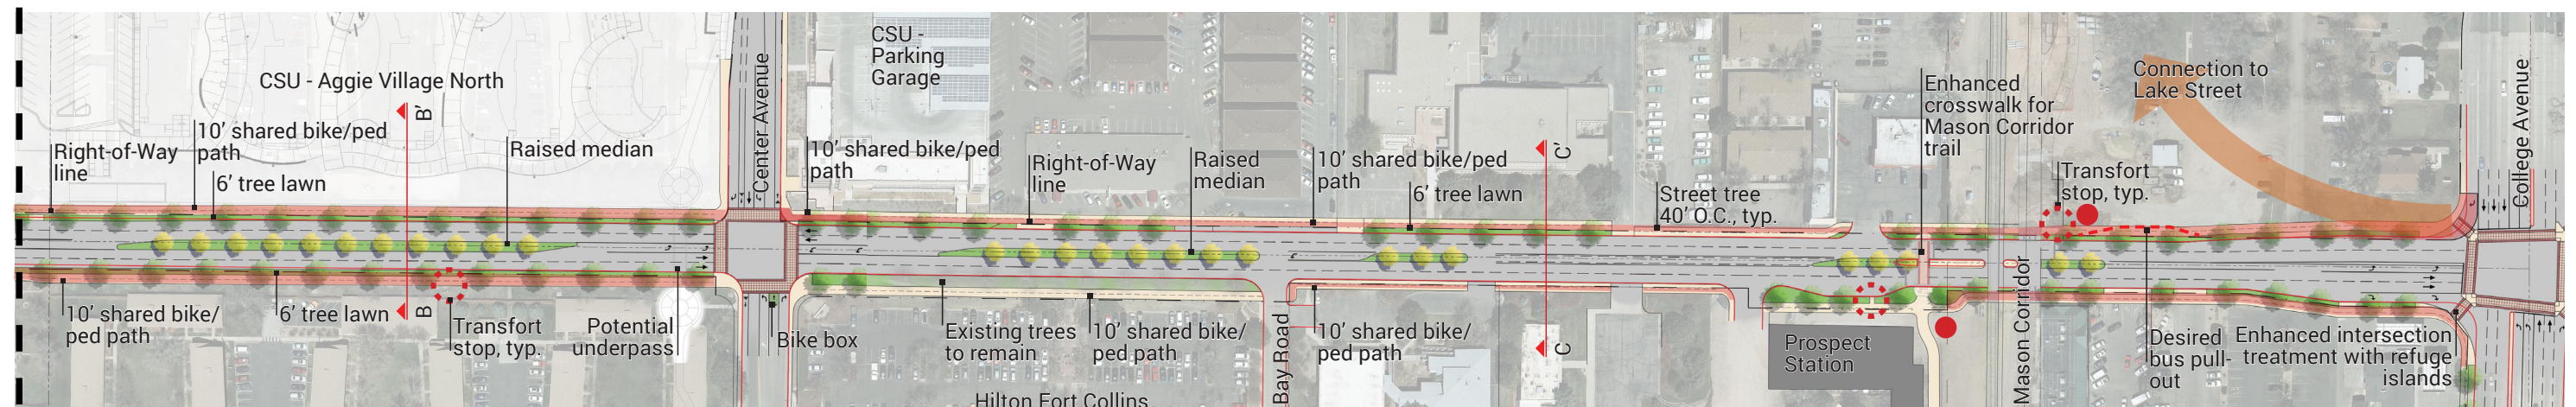 CSU - Aggie Village North
Right-of-Way
line
10’ shared bike/ped
path
6’ tree lawn
B’
Raised median
Center Avenue
CSU -
Parking
Garage
10’ shared bike/ped
path
Right-of-Way
line
Raised
median
10’ shared bike/ped
path
6’ tree lawn
C’
Street tree
40’ O.C., typ.
Enhanced
crosswalk for
Mason Corridor
trail
Transfort
stop, typ.
Connection to
Lake Street
College Avenue
10’ shared bike/
ped path
6’ tree lawn
B
Transfort
stop, typ.
Potential
underpass
Bike box
Existing trees
to remain
10’ shared bike/
ped path
Hilton Fort Collins
Bay Road
10’ shared bike/
ped path
C
Prospect
Station
Mason Corridor
Desired
bus pull-
out
Enhanced intersection
treatment with refuge
islands